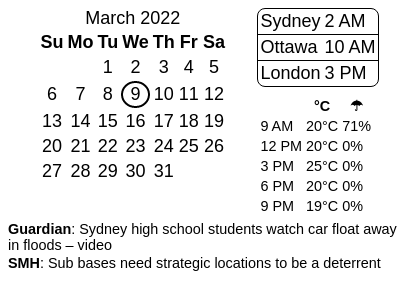 March 2022
Su Mo Tu We Th Fr Sa
1 2 3 4 5
6 7 8 9 10 11 12
13 14 15 16 17 18 19
20 21 22 23 24 25 26
27 28 29 30 31
Sydney 2 AM
Ottawa 10 AM
London 3 PM
°C ☂
9 AM 20°C 71%
12 PM 20°C 0%
3 PM 25°C 0%
6 PM 20°C 0%
9 PM 19°C 0%
Guardian: Sydney high school students watch car float away
in floods – video
SMH: Sub bases need strategic locations to be a deterrent